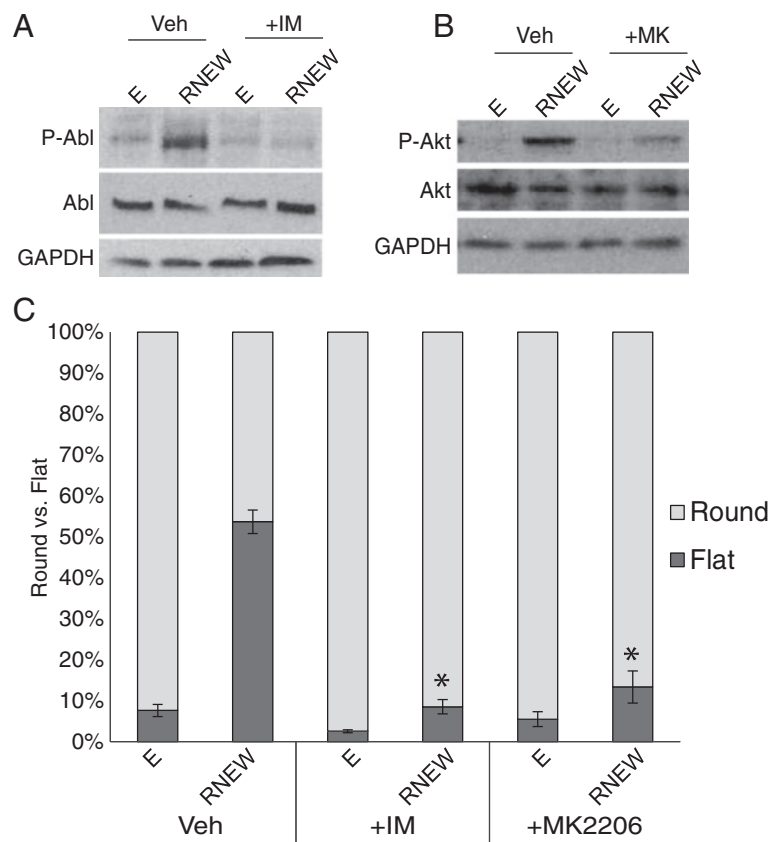 A
Veh
+IM
E
RNEW
E
RNEW
P-Abl
Abl
GAPDH
B
Veh
+MK
E
RNEW
E
RNEW
P-Akt
Akt
GAPDH
C
100%
90%
80%
70%
60%
50%
40%
30%
20%
10%
0%
Round vs. Flat
*
*
Round
Flat
E
RNEW
E
RNEW
E
RNEW
Veh
+IM
+MK2206